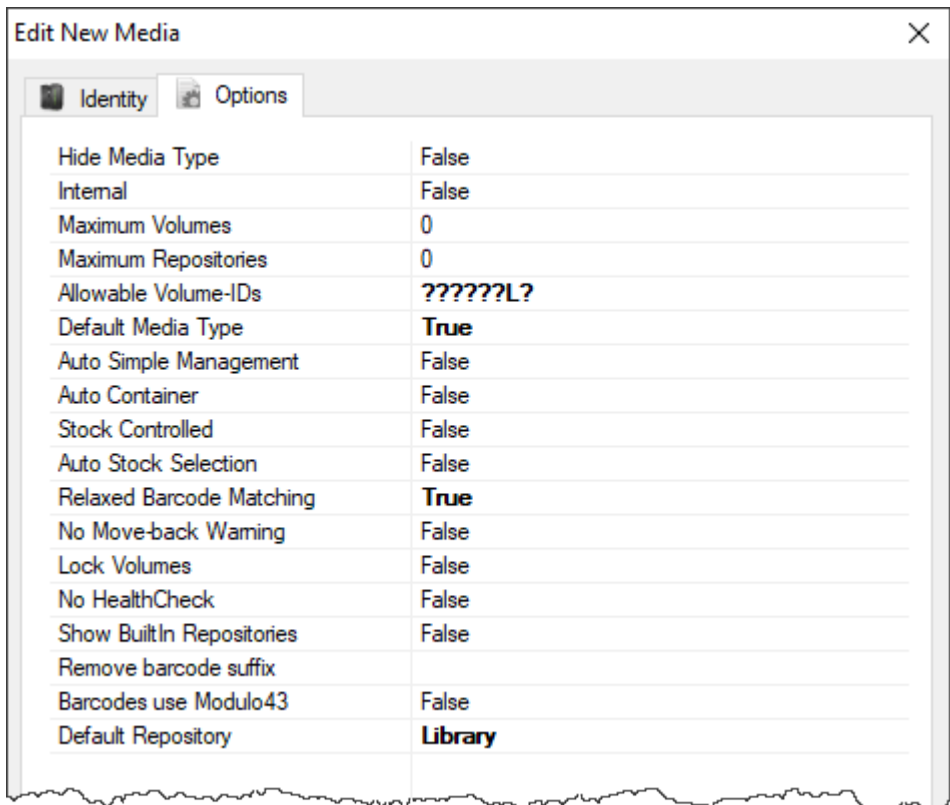 Edit New Media
Identity Options
Hide Media Type False
Internal False
Maximum Volumes 0
Maximum Repositories 0
Allowable Volume-IDs ??????L?
Default Media Type True
Auto Simple Management False
Auto Container False
Stock Controlled False
Auto Stock Selection False
Relaxed Barcode Matching True
No Move-back Warning False
Lock Volumes False
No HealthCheck False
Show BuiltIn Repositories False
Remove barcode suffix
Barcodes use Modulo43 False
Default Repository Library